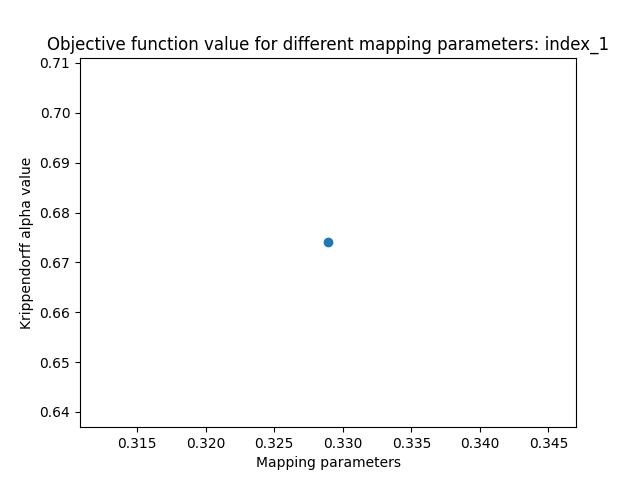 Objective function value for different mapping parameters: index_1
0.71
0.70
0.69
0.68
0.67
0.66
0.65
0.64
Krippendorff alpha value
0.315 0.320 0.325 0.330 0.335 0.340 0.345
Mapping parameters